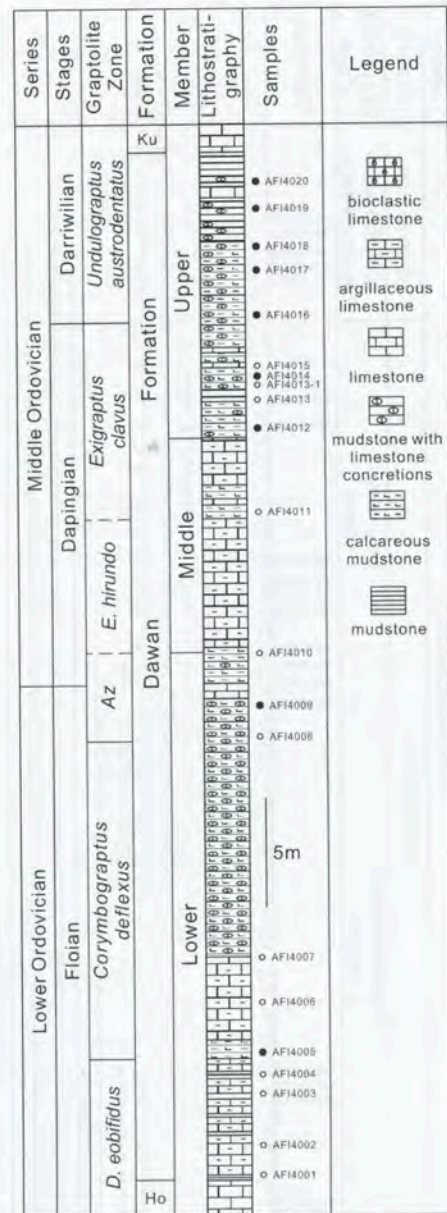 Series
Stages
Graptolite
Zone
Formation
Member
Lithostrati-
graphy
Samples
Legend
Middle Ordovician
Lower Ordovician
Darriwilian
Dapingian
Floian
Undulograptus
austrodentatus
Exigraptus
clavus
E. hirundo
Az
Corymbograptus
deflexus
D. eobifidus
Ku
Formation
Dawan
Ho
Upper
Middle
Lower
AFI4020
AFI4019
AFI4018
AFI4017
AFI4016
AFI4015
AFI4014
AFI4013-1
AFI4013
AFI4012
AFI4011
AFI4010
AFI4009
AFI4008
5m
AFI4007
AFI4006
AFI4005
AFI4004
AFI4003
AFI4002
AFI4001
bioclastic
limestone
argillaceous
limestone
limestone
mudstone with
limestone
concretions
calcareous
mudstone
mudstone